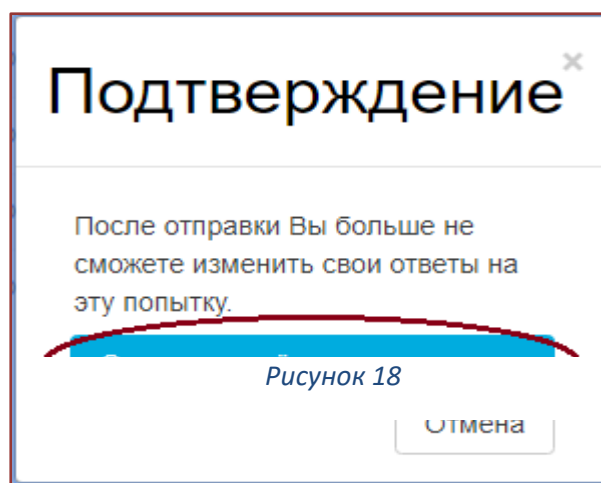 ×
Подтверждение
После отправки Вы больше не
сможете изменить свои ответы на
эту попытку.
Рисунок 18
Отмена